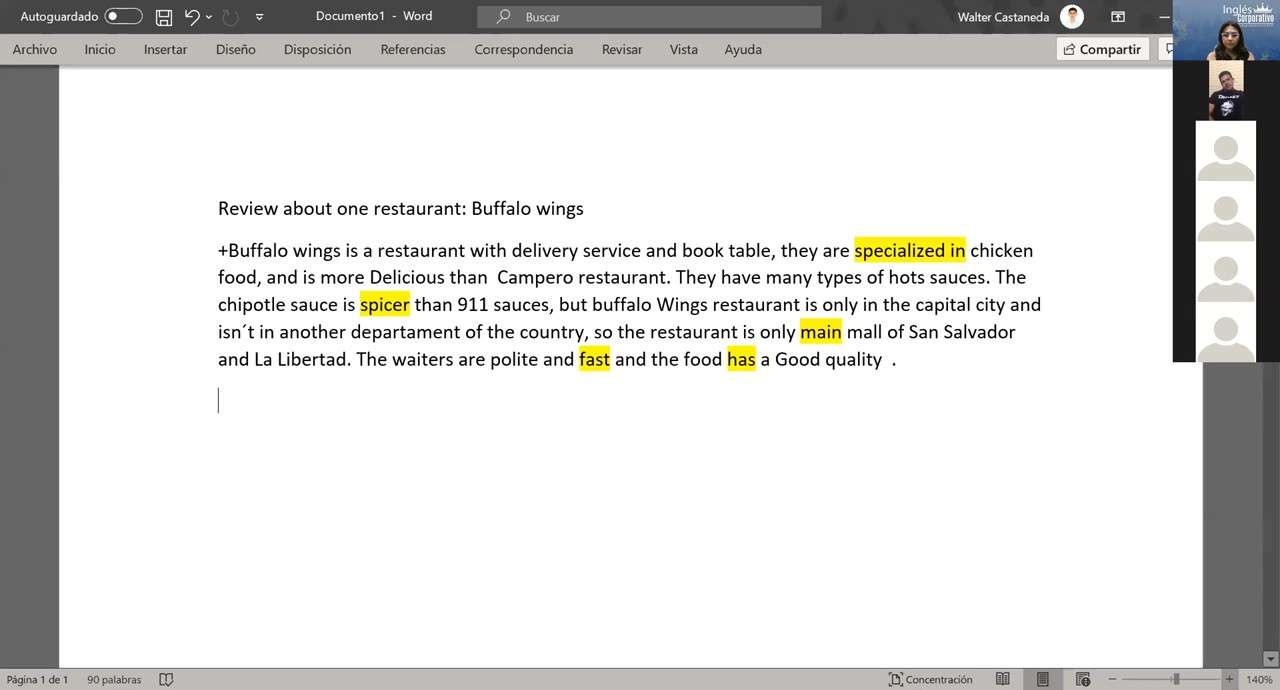 Autoguardado
Documento1 - Word
Buscar
Walter Castaneda
Inglés
Corporativo
Archivo Inicio Insertar Diseño Disposición Referencias Correspondencia Revisar Vista Ayuda
Compartir
Review about one restaurant: Buffalo wings
+Buffalo wings is a restaurant with delivery service and book table, they are specialized in chicken
food, and is more Delicious than Campero restaurant. They have many types of hots sauces. The
chipotle sauce is spicer than 911 sauces, but buffalo Wings restaurant is only in the capital city and
isn´t in another departament of the country, so the restaurant is only main mall of San Salvador
and La Libertad. The waiters are polite and fast and the food has a Good quality .
Página 1 de 1 90 palabras
Concentración
140%